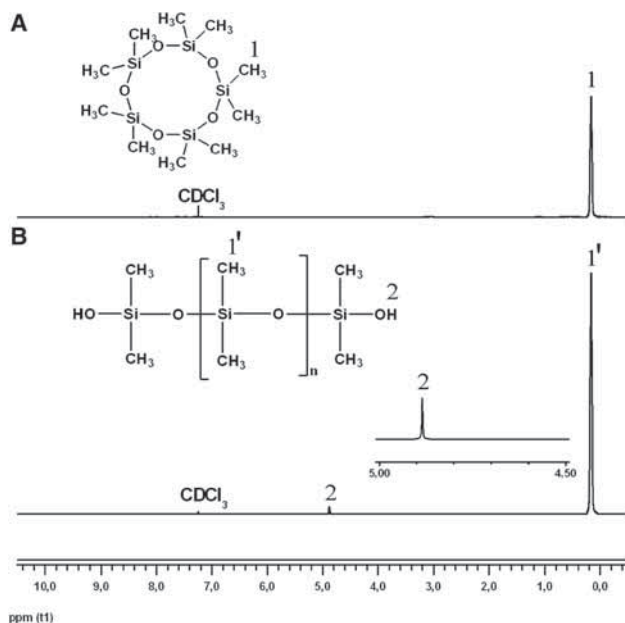 A
H₃C CH₃
CH₃
1
Si
O O
H₃C Si CH₃
O Si
H₃C Si O CH₃
O Si
CH₃ CH₃ CH₃
CDCl₃
1
B
1'
CH₃ CH₃ CH₃
2
HO Si O Si O Si OH
CH₃ CH₃ CH₃
n
2
5,00 4,50
CDCl₃
2
1'
10,0 9,0 8,0 7,0 6,0 5,0 4,0 3,0 2,0 1,0 0,0
ppm (t1)